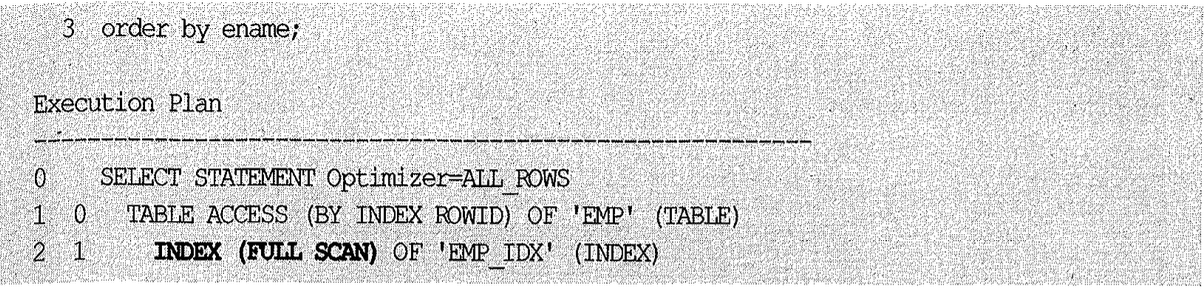 3 order by ename;
Execution Plan
------------------------------------------------------------
0 SELECT STATEMENT Optimizer=ALL_ROWS
1 0 TABLE ACCESS (BY INDEX ROWID) OF 'EMP' (TABLE)
2 1 INDEX (FULL SCAN) OF 'EMP_IDX' (INDEX)